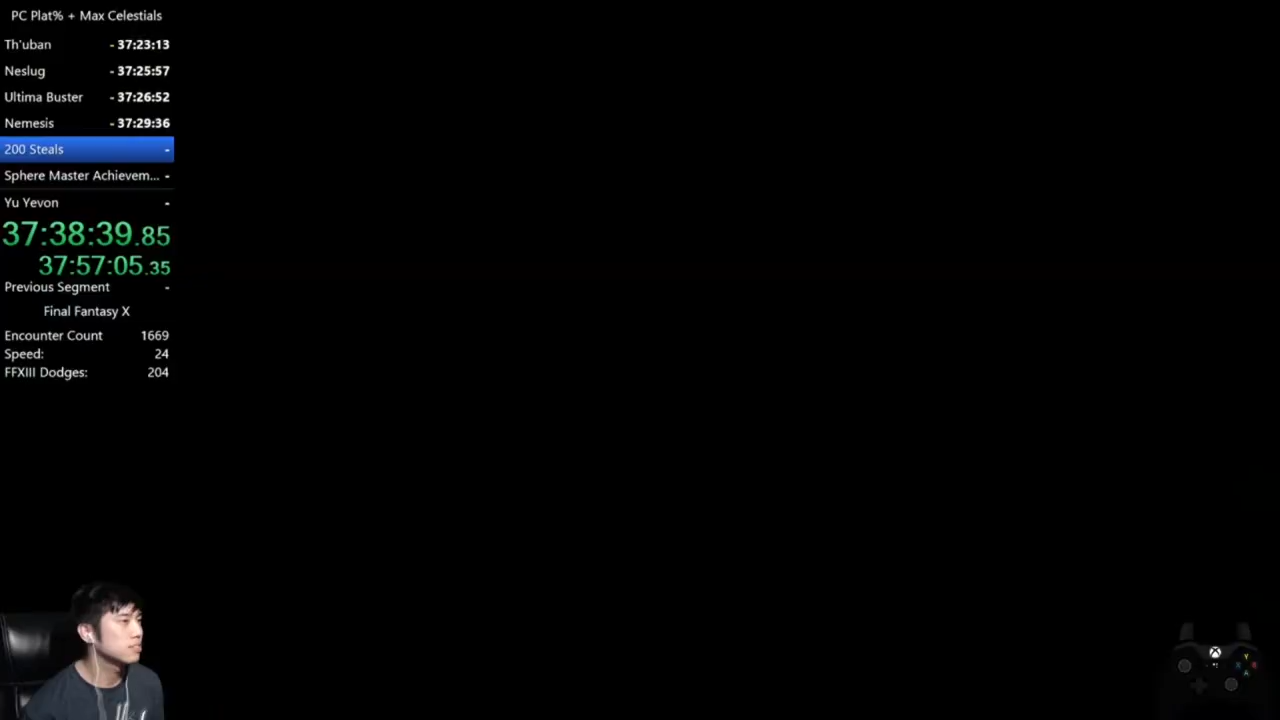 PC Plat% + Max Celestials
Th'uban - 37:23:13
Neslug - 37:25:57
Ultima Buster - 37:26:52
Nemesis - 37:29:36
200 Steals -
Sphere Master Achievem... -
Yu Yevon -
37:38:39.85
37:57:05.35
Previous Segment -
Final Fantasy X
Encounter Count 1669
Speed: 24
FFXIII Dodges: 204
Y
X B
A